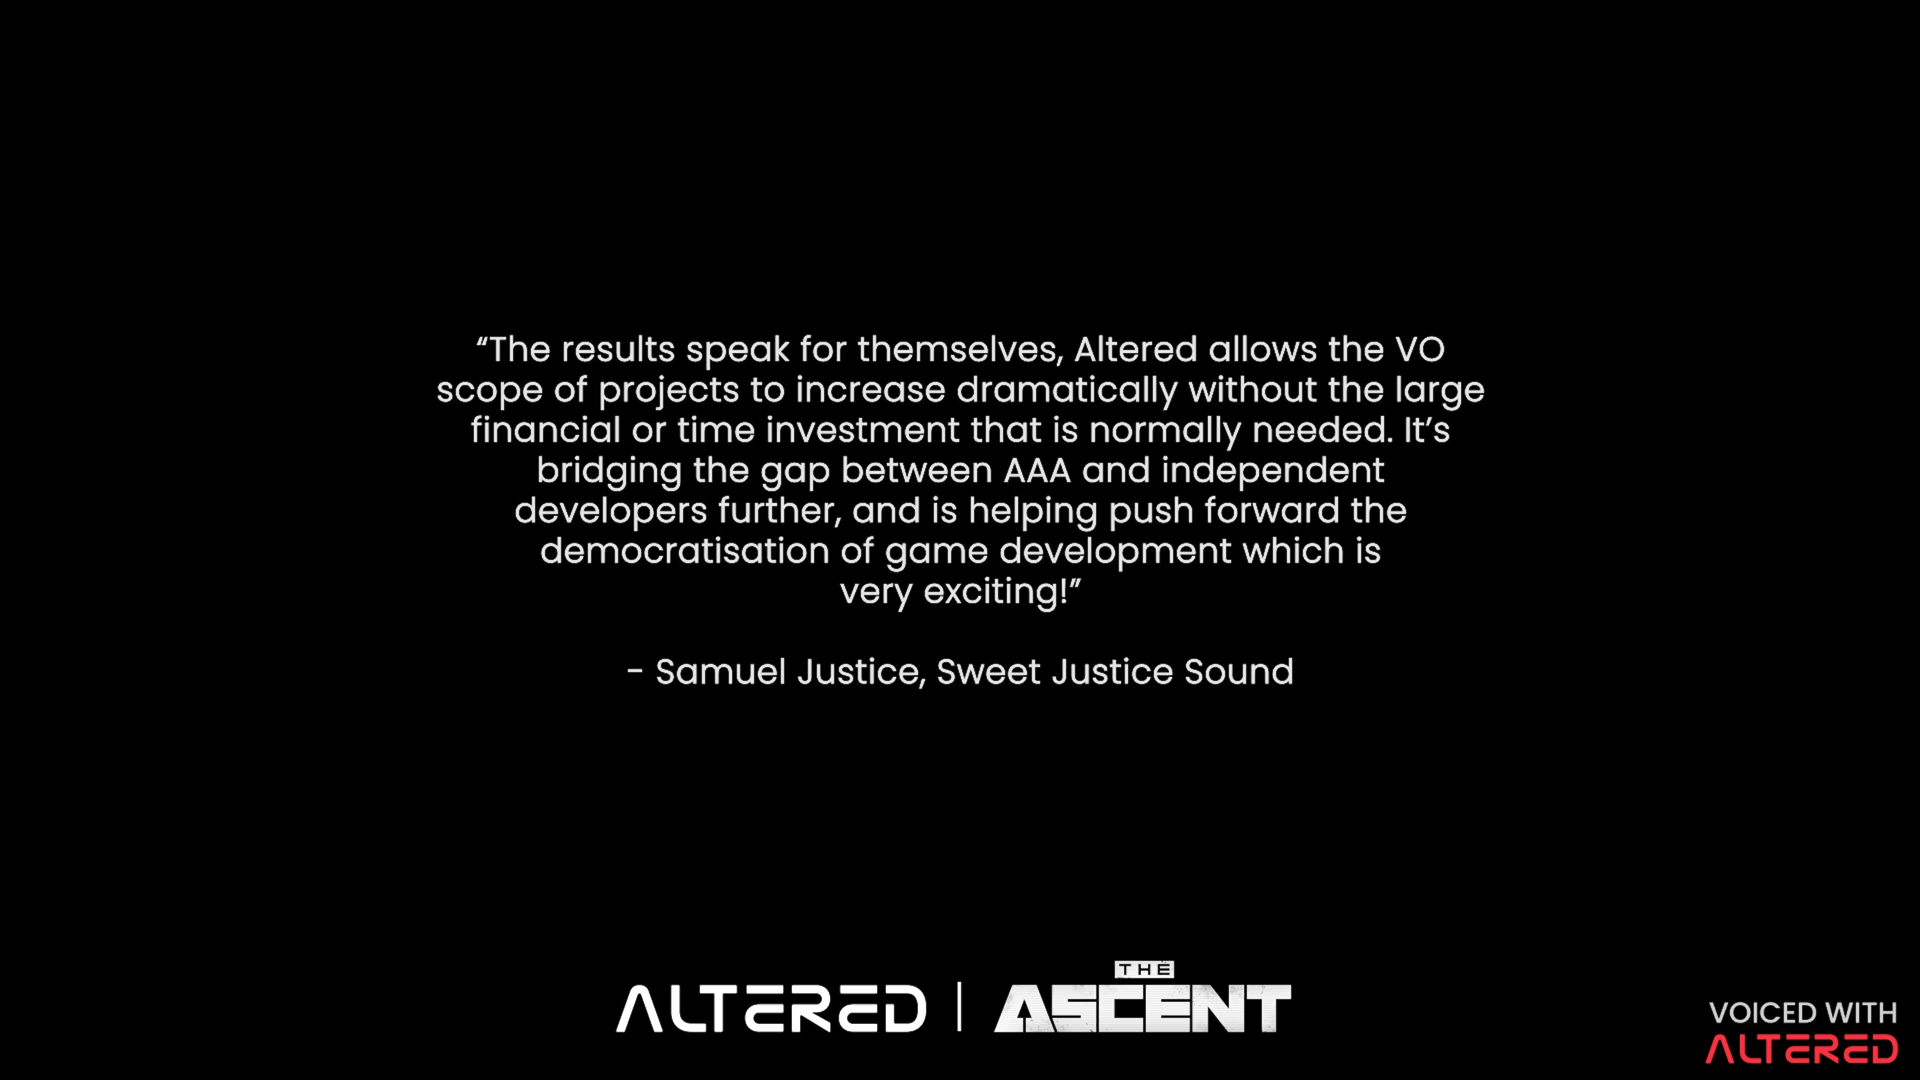 “The results speak for themselves, Altered allows the VO
scope of projects to increase dramatically without the large
financial or time investment that is normally needed. It’s
bridging the gap between AAA and independent
developers further, and is helping push forward the
democratisation of game development which is
very exciting!”
- Samuel Justice, Sweet Justice Sound
ALTERED | THE ASCENT
VOICED WITH
ALTERED